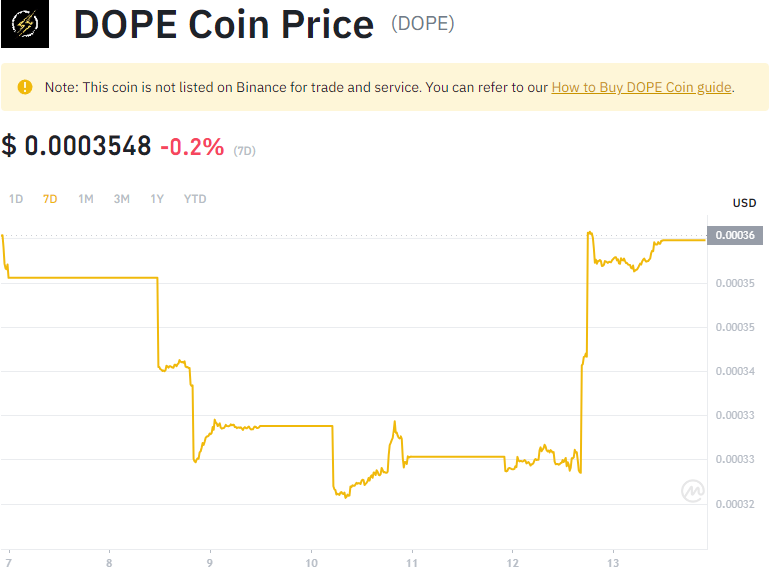 DOPE Coin Price (DOPE)
Note: This coin is not listed on Binance for trade and service. You can refer to our How to Buy DOPE Coin guide.
$ 0.0003548 -0.2% (7D)
1D 7D 1M 3M 1Y YTD
USD
0.00036
0.00035
0.00035
0.00034
0.00033
0.00033
0.00032
7 8 9 10 11 12 13